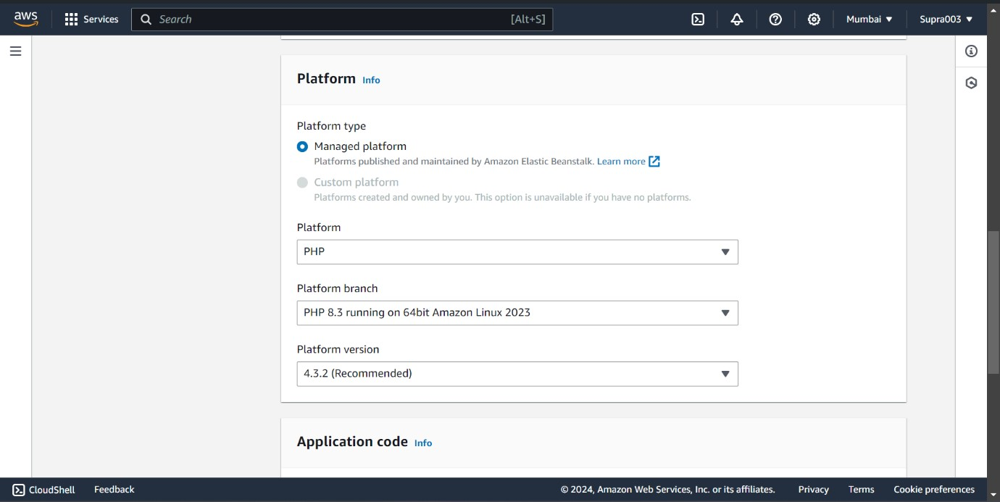 aws
Services
Search
[Alt+S]
Mumbai
Supra003
Platform Info
Platform type
Managed platform
Platforms published and maintained by Amazon Elastic Beanstalk. Learn more
Custom platform
Platforms created and owned by you. This option is unavailable if you have no platforms.
Platform
PHP
Platform branch
PHP 8.3 running on 64bit Amazon Linux 2023
Platform version
4.3.2 (Recommended)
Application code Info
CloudShell
Feedback
© 2024, Amazon Web Services, Inc. or its affiliates.
Privacy
Terms
Cookie preferences